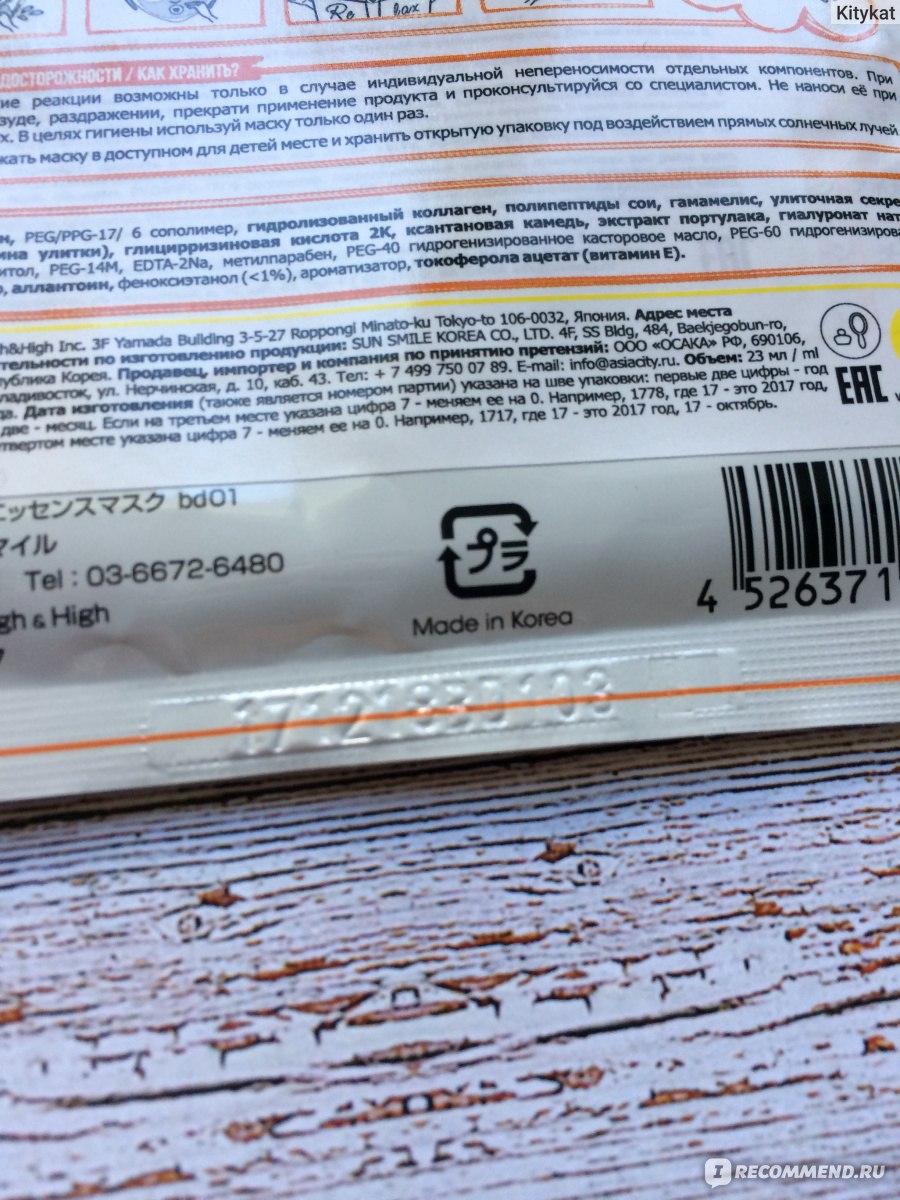 Kitykat
Re box
ДОСТОРОЖНОСТИ / КАК ХРАНИТЬ?
ие реакции возможны только в случае индивидуальной непереносимости отдельных компонентов. При
зуде, раздражении, прекрати применение продукта и проконсультируйся со специалистом. Не наноси её при
х. В целях гигиены используй маску только один раз.
жать маску в доступном для детей месте и хранить открытую упаковку под воздействием прямых солнечных лучей
н, PEG/PPG-17/ 6 сополимер, гидролизованный коллаген, полипептиды сои, гамамелис, улиточная секре
ина улитки), глицирризиновая кислота 2K, ксантановая камедь, экстракт портулака, гиалуронат нат
итол, PEG-14M, EDTA-2Na, метилпарабен, PEG-40 гидрогенизированное касторовое масло, PEG-60 гидрогенизирова
о, аллантоин, феноксиэтанол (<1%), ароматизатор, токоферола ацетат (витамин Е).
h&High Inc. 3F Yamada Building 3-5-27 Roppongi Minato-ku Tokyo-to 106-0032, Япония. Адрес места
тельности по изготовлению продукции: SUN SMILE KOREA CO., LTD. 4F, SS Bldg, 484, Baekjegobun-ro,
публика Корея. Продавец, импортер и компания по принятию претензий: ООО «ОСАКА» РФ, 690106,
ладивосток, ул. Нерчинская, д. 10, каб. 43. Тел: + 7 499 750 07 89. E-mail: info@asiacity.ru. Объем: 23 мл / ml
да. Дата изготовления (также является номером партии) указана на шве упаковки: первые две цифры - год
две - месяц. Если на третьем месте указана цифра 7 - меняем ее на 0. Например, 1778, где 17 - это 2017 год,
етвертом месте указана цифра 7 - меняем ее на 0. Например, 1717, где 17 - это 2017 год, 17 - октябрь.
EAC
エッセンスマスク bd01
マイル
Tel : 03-6672-6480
gh & High
プラ
Made in Korea
4 526371
171218BD103
IRECOMMEND.RU